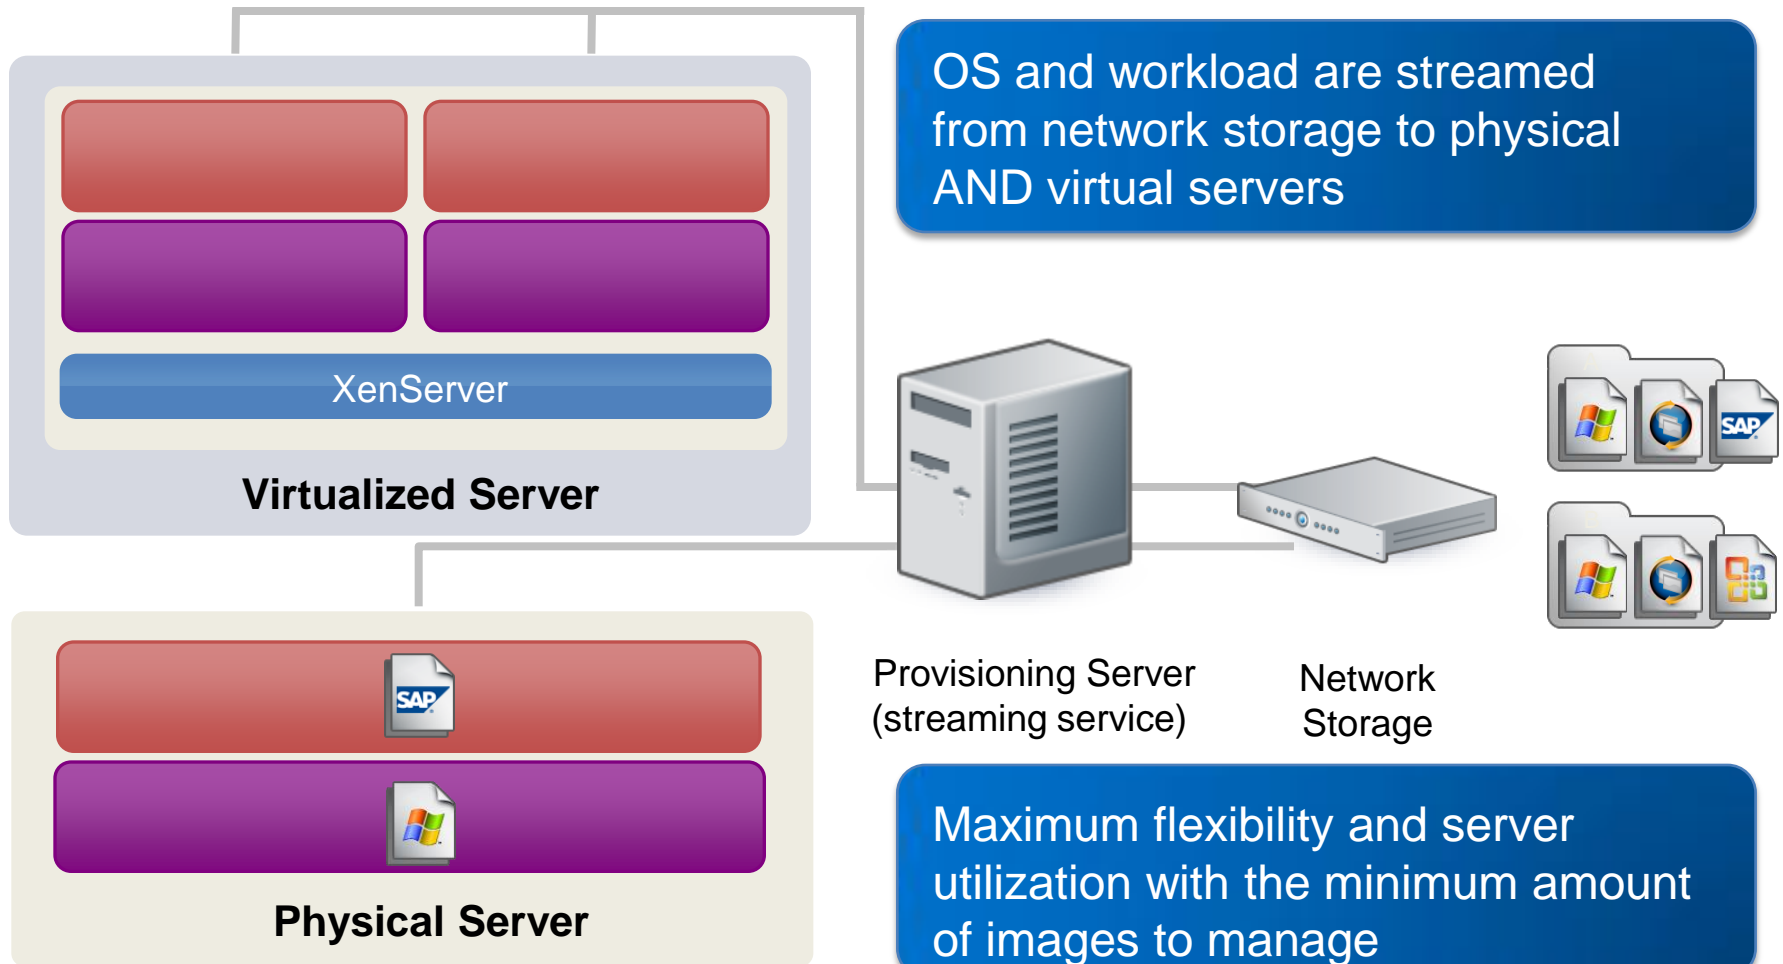 OS and workload are streamed
from network storage to physical
AND virtual servers
XenServer
Virtualized Server
SAP
SAP
Provisioning Server
(streaming service)
Network
Storage
Physical Server
Maximum flexibility and server
utilization with the minimum amount
of images to manage